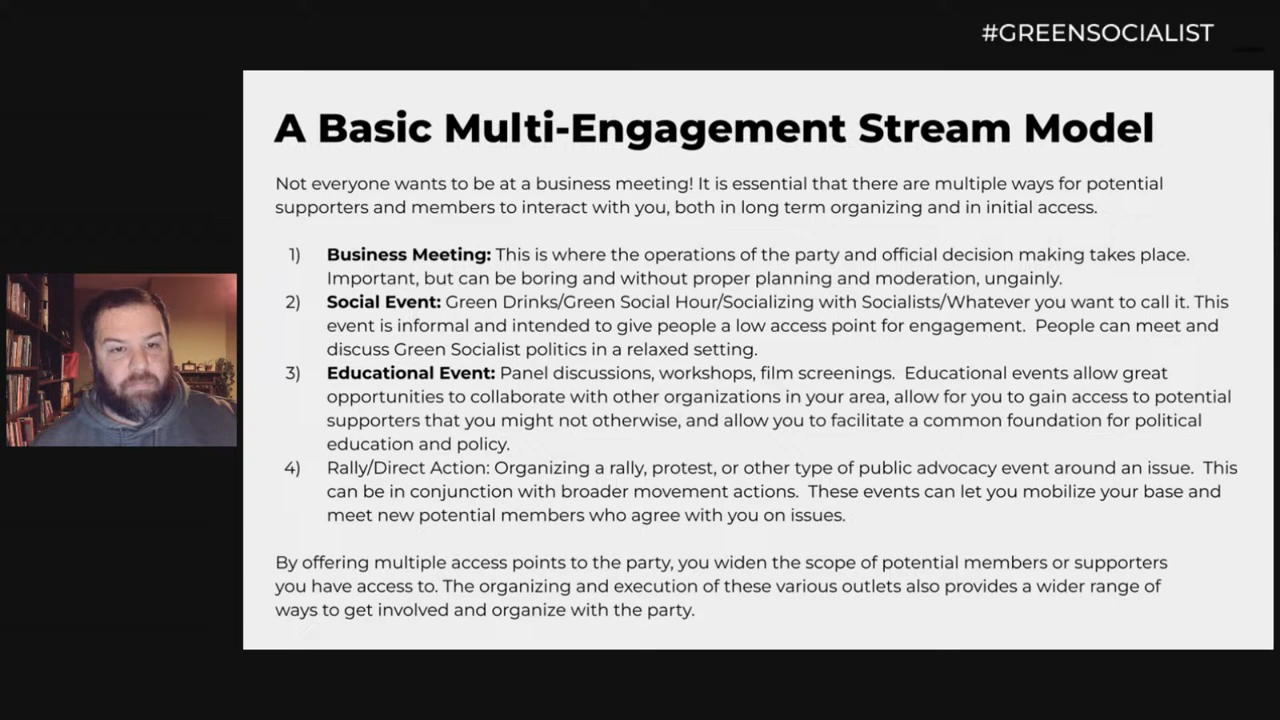 #GREENSOCIALIST
A Basic Multi-Engagement Stream Model
Not everyone wants to be at a business meeting! It is essential that there are multiple ways for potential
supporters and members to interact with you, both in long term organizing and in initial access.
1) Business Meeting: This is where the operations of the party and official decision making takes place.
Important, but can be boring and without proper planning and moderation, ungainly.
2) Social Event: Green Drinks/Green Social Hour/Socializing with Socialists/Whatever you want to call it. This
event is informal and intended to give people a low access point for engagement.  People can meet and
discuss Green Socialist politics in a relaxed setting.
3) Educational Event: Panel discussions, workshops, film screenings.  Educational events allow great
opportunities to collaborate with other organizations in your area, allow for you to gain access to potential
supporters that you might not otherwise, and allow you to facilitate a common foundation for political
education and policy.
4) Rally/Direct Action: Organizing a rally, protest, or other type of public advocacy event around an issue.  This
can be in conjunction with broader movement actions.  These events can let you mobilize your base and
meet new potential members who agree with you on issues.
By offering multiple access points to the party, you widen the scope of potential members or supporters
you have access to. The organizing and execution of these various outlets also provides a wider range of
ways to get involved and organize with the party.